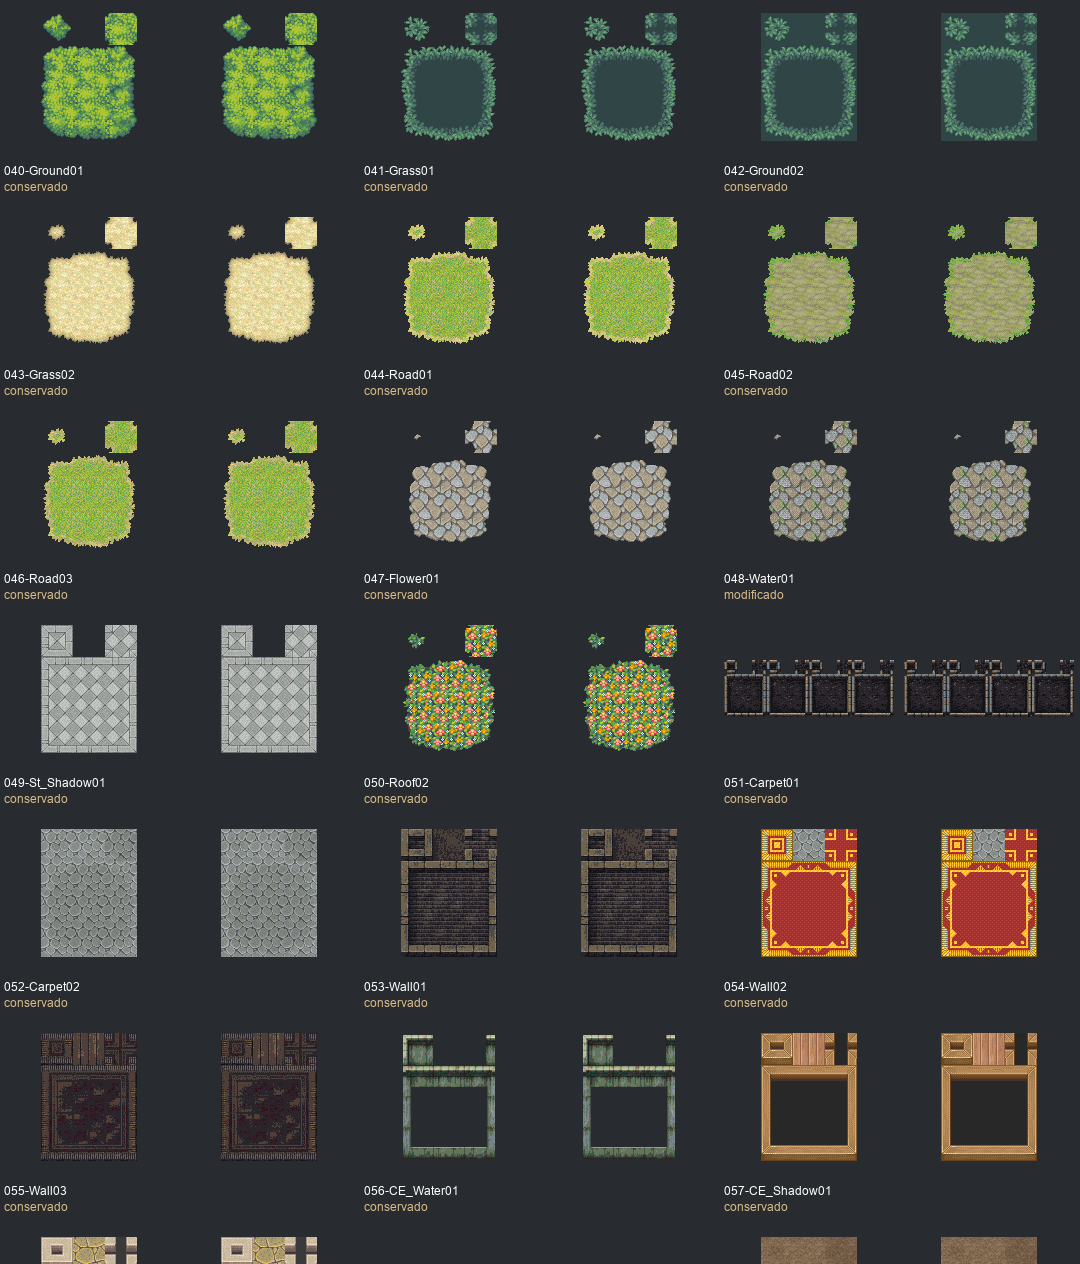 040-Ground01
conservado
041-Grass01
conservado
042-Ground02
conservado
043-Grass02
conservado
044-Road01
conservado
045-Road02
conservado
046-Road03
conservado
047-Flower01
conservado
048-Water01
modificado
049-St_Shadow01
conservado
050-Roof02
conservado
051-Carpet01
conservado
052-Carpet02
conservado
053-Wall01
conservado
054-Wall02
conservado
055-Wall03
conservado
056-CE_Water01
conservado
057-CE_Shadow01
conservado